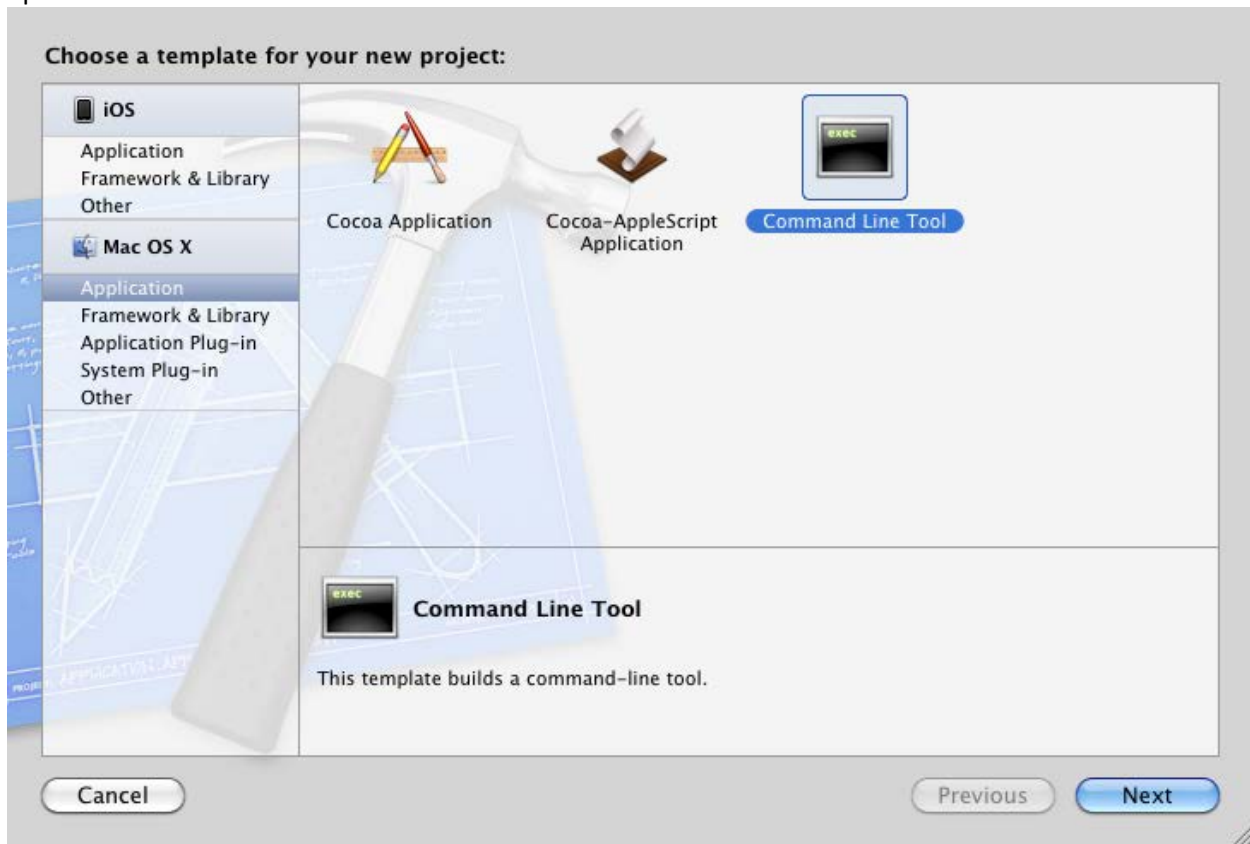 Choose a template for your new project:
iOS
Application
Framework & Library
Other
Mac OS X
Application
Framework & Library
Application Plug-in
System Plug-in
Other
Cocoa Application
Cocoa-AppleScript
Application
exec
Command Line Tool
exec
Command Line Tool
This template builds a command-line tool.
Cancel
Previous
Next